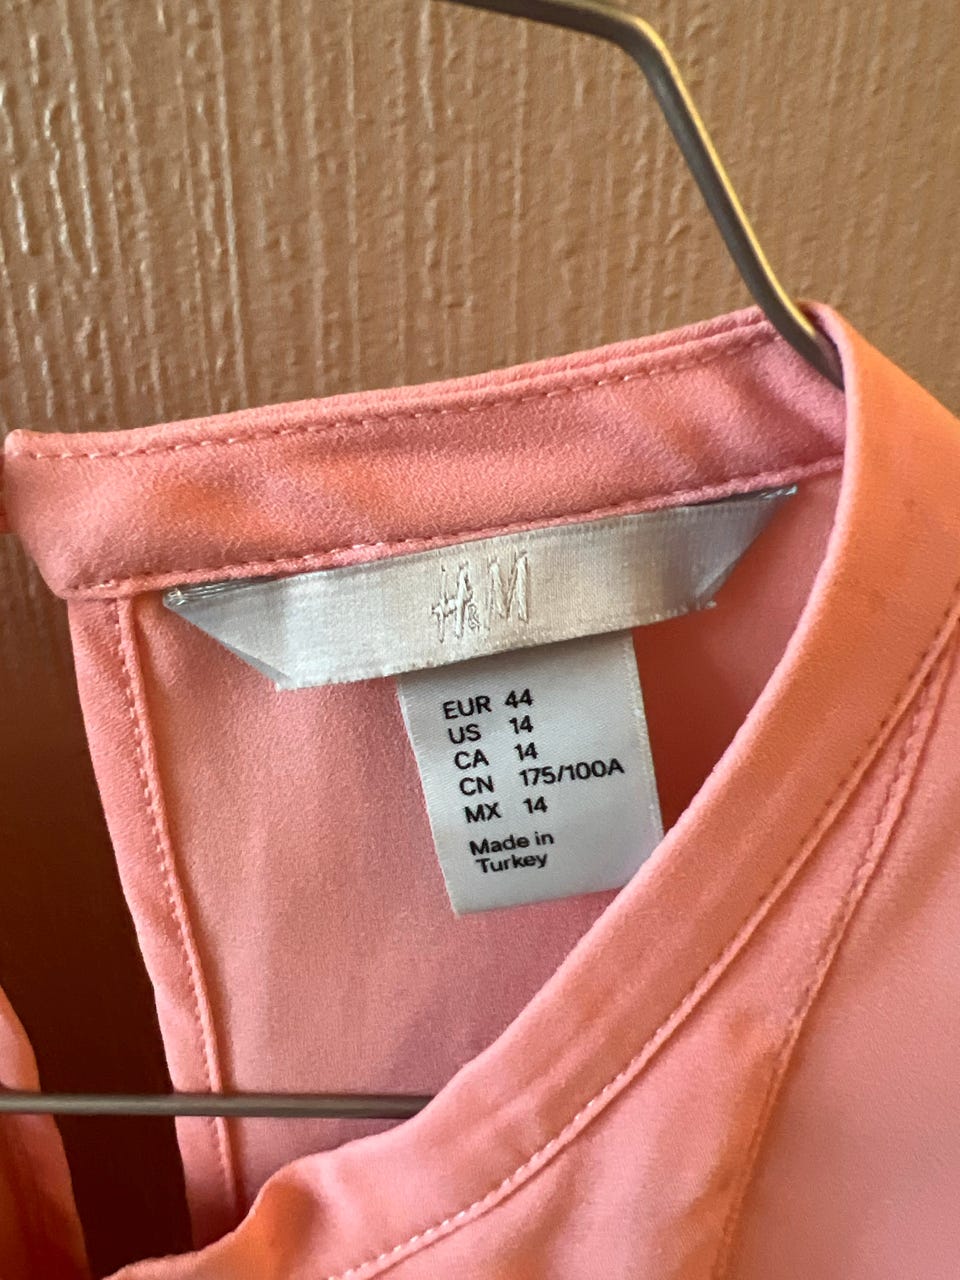 H&M
EUR 44
US 14
CA 14
CN 175/100A
MX 14
Made in
Turkey